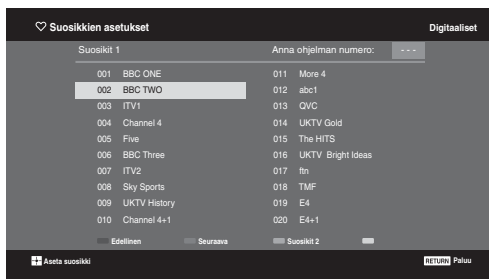 ♡ Suosikkien asetukset Digitaaliset
Suosikit 1 Anna ohjelman numero: - - -
001 BBC ONE
002 BBC TWO
003 ITV1
004 Channel 4
005 Five
006 BBC Three
007 ITV2
008 Sky Sports
009 UKTV History
010 Channel 4+1
011 More 4
012 abc1
013 QVC
014 UKTV Gold
015 The HITS
016 UKTV Bright Ideas
017 ftn
018 TMF
019 E4
020 E4+1
Edellinen Seuraava Suosikit 2
Aseta suosikki RETURN Paluu